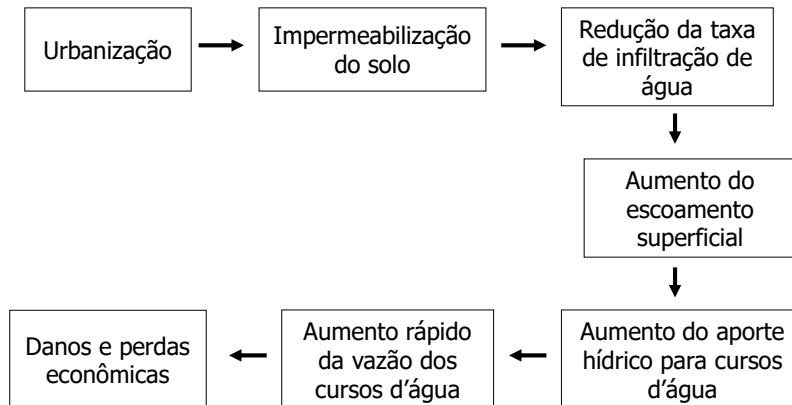 Urbanização
Impermeabilização
do solo
Redução da taxa
de infiltração de
água
Aumento do
escoamento
superficial
Aumento do aporte
hídrico para cursos
d’água
Aumento rápido
da vazão dos
cursos d’água
Danos e perdas
econômicas